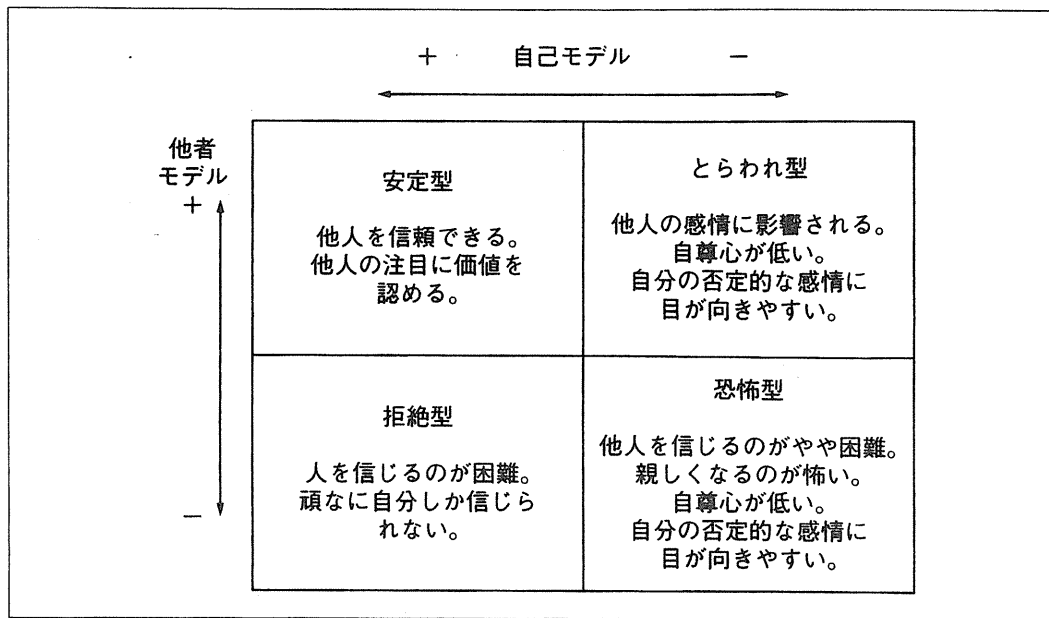 ＋ 自己モデル －
他者
モデル
＋
－
安定型
他人を信頼できる。
他人の注目に価値を
認める。
とらわれ型
他人の感情に影響される。
自尊心が低い。
自分の否定的な感情に
目が向きやすい。
拒絶型
人を信じるのが困難。
頑なに自分しか信じら
れない。
恐怖型
他人を信じるのがやや困難。
親しくなるのが怖い。
自尊心が低い。
自分の否定的な感情に
目が向きやすい。